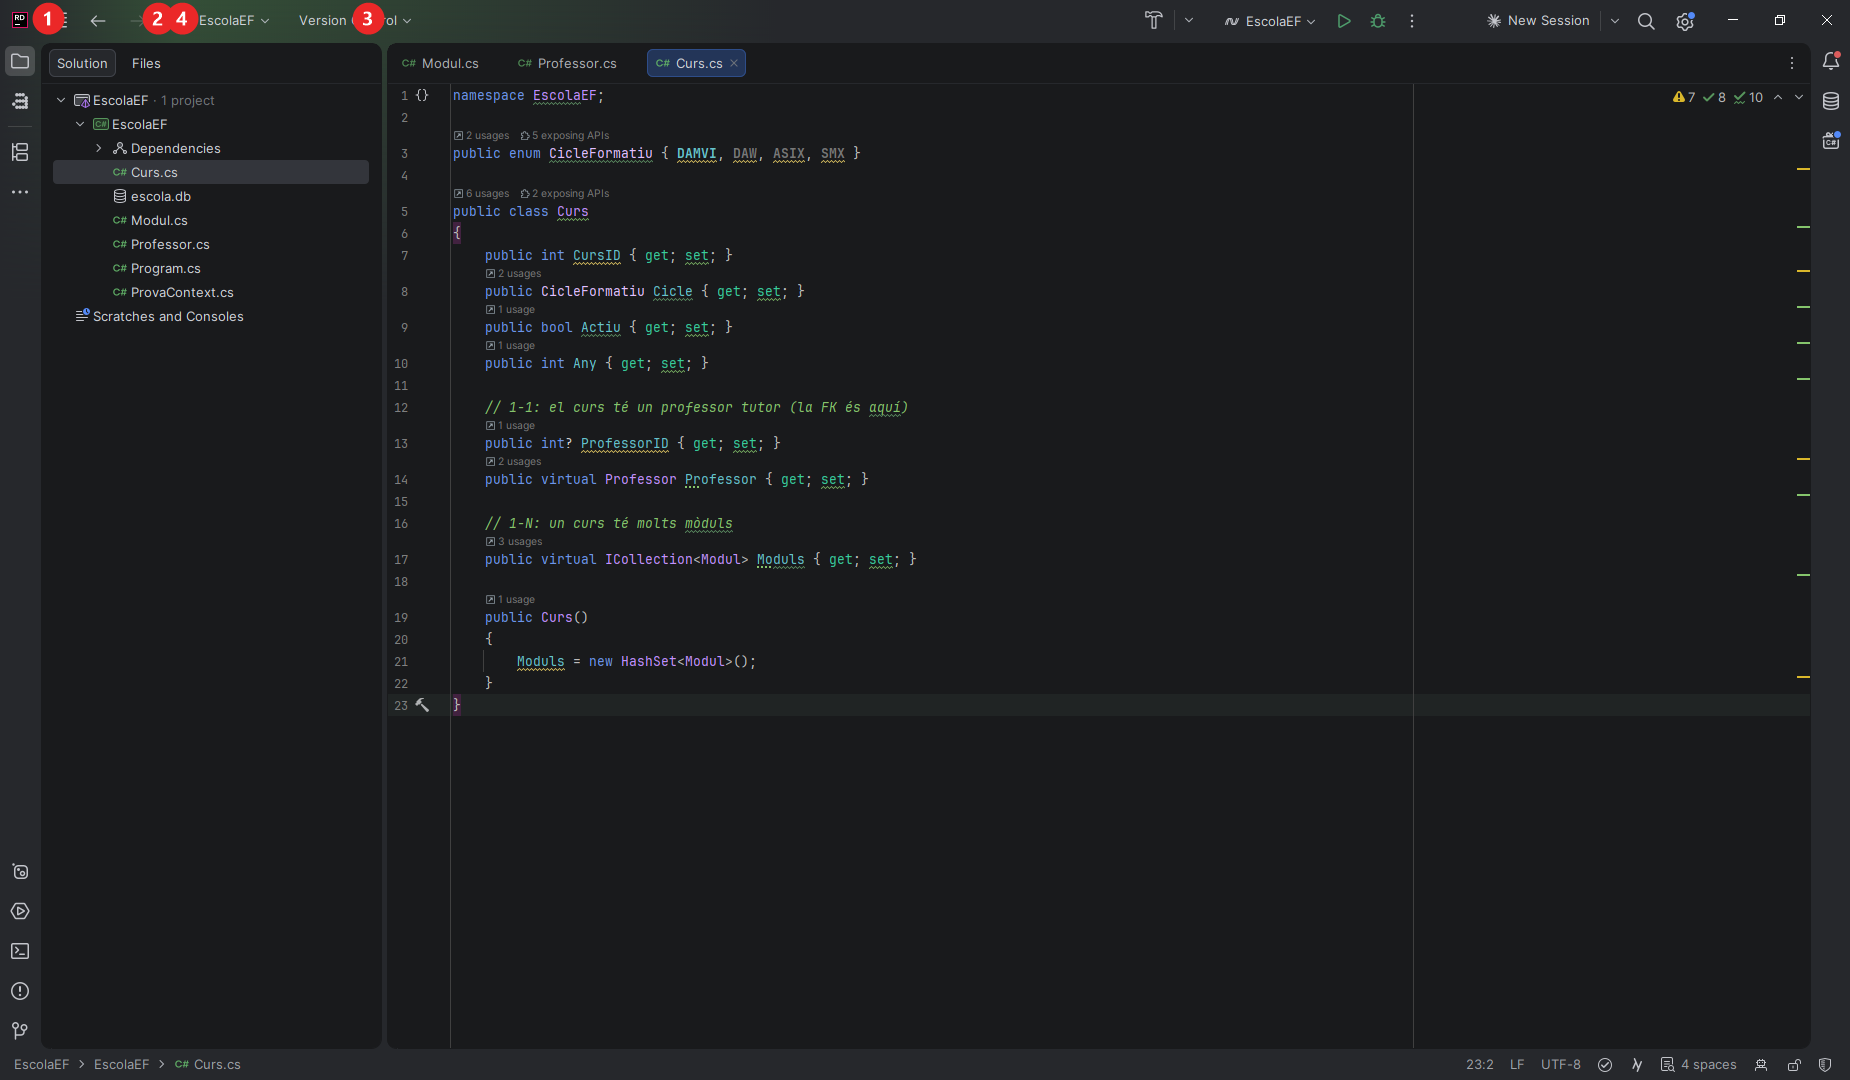 RD 1 2 4 EscolaEF Version 3 ol EscolaEF New Session
Solution Files Modul.cs Professor.cs Curs.cs
EscolaEF · 1 project
EscolaEF
Dependencies
Curs.cs
escola.db
Modul.cs
Professor.cs
Program.cs
ProvaContext.cs
Scratches and Consoles
7 8 10
1 {} namespace EscolaEF;
2
2 usages 5 exposing APIs
3 public enum CicleFormatiu { DAMVI, DAW, ASIX, SMX }
4
6 usages 2 exposing APIs
5 public class Curs
6 {
7 public int CursID { get; set; }
2 usages
8 public CicleFormatiu Cicle { get; set; }
1 usage
9 public bool Actiu { get; set; }
1 usage
10 public int Any { get; set; }
11
12 // 1-1: el curs té un professor tutor (la FK és aquí)
1 usage
13 public int? ProfessorID { get; set; }
2 usages
14 public virtual Professor Professor { get; set; }
15
16 // 1-N: un curs té molts mòduls
3 usages
17 public virtual ICollection<Modul> Moduls { get; set; }
18
1 usage
19 public Curs()
20 {
21 Moduls = new HashSet<Modul>();
22 }
23 }
EscolaEF > EscolaEF > C# Curs.cs 23:2 LF UTF-8 4 spaces